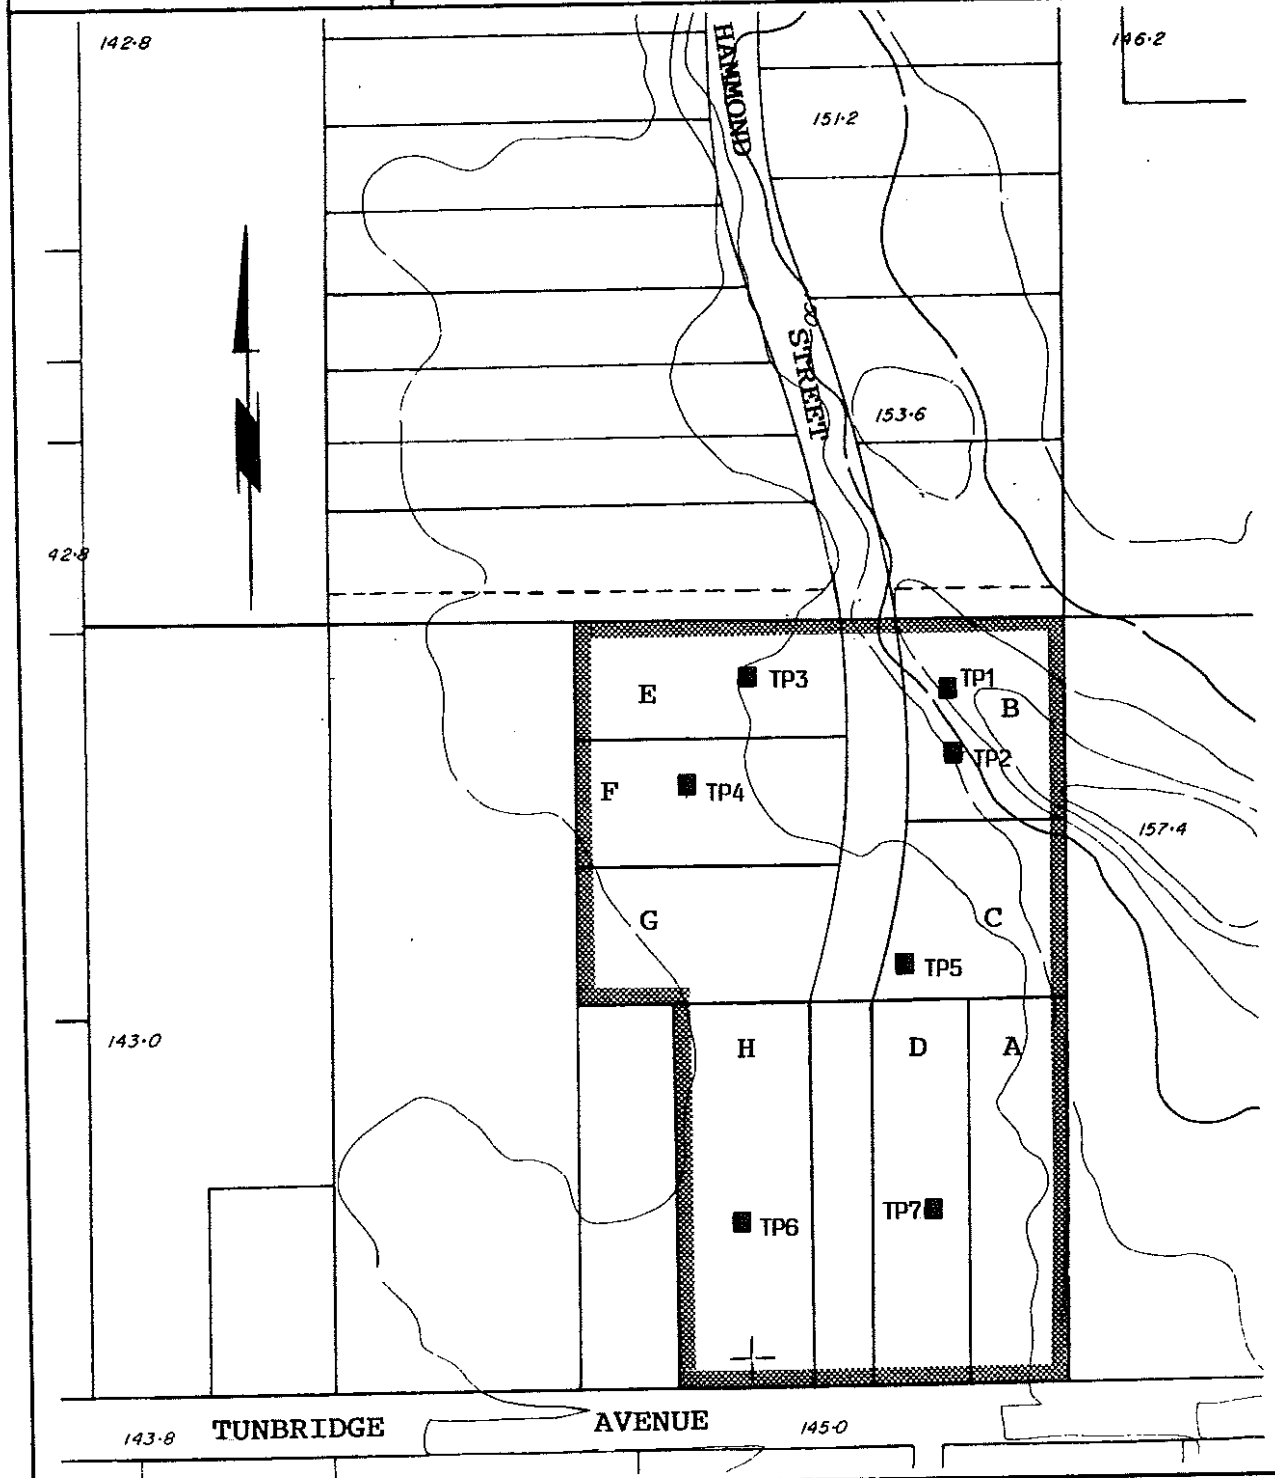 142·8
146·2
HAMMOND
151·2
STREET
153·6
42·8
TP3
TP1
E
B
TP2
F
TP4
157·4
G
C
TP5
143·0
H
D
A
TP7
TP6
TUNBRIDGE AVENUE
143·8
145·0